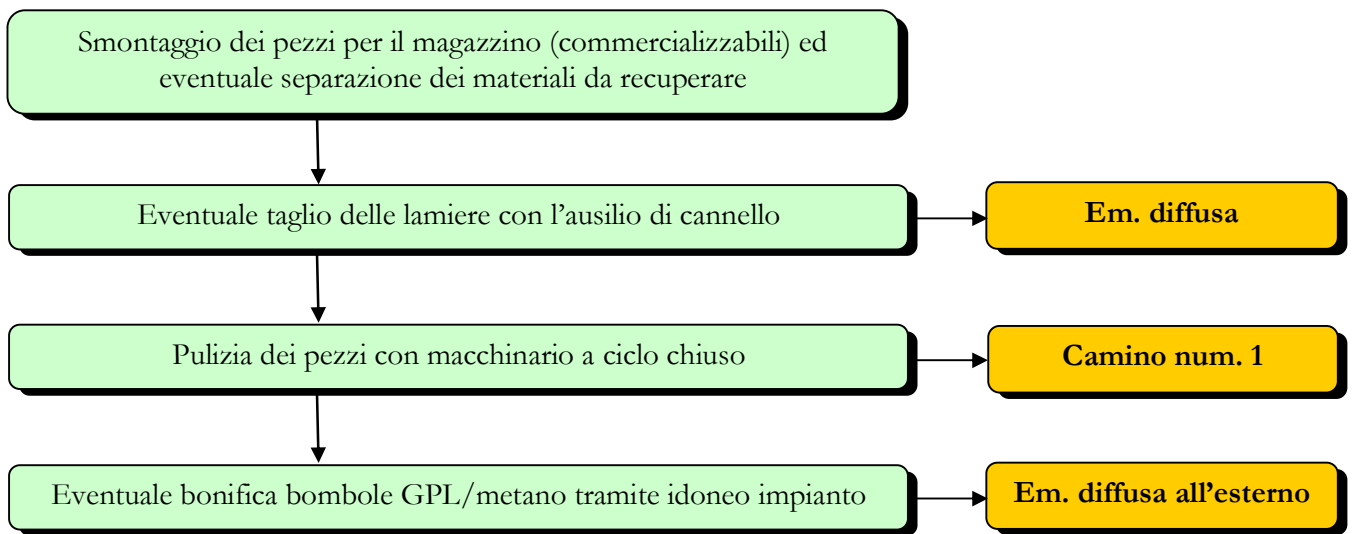 Smontaggio dei pezzi per il magazzino (commercializzabili) ed
eventuale separazione dei materiali da recuperare
Eventuale taglio delle lamiere con l’ausilio di cannello
Em. diffusa
Pulizia dei pezzi con macchinario a ciclo chiuso
Camino num. 1
Eventuale bonifica bombole GPL/metano tramite idoneo impianto
Em. diffusa all’esterno